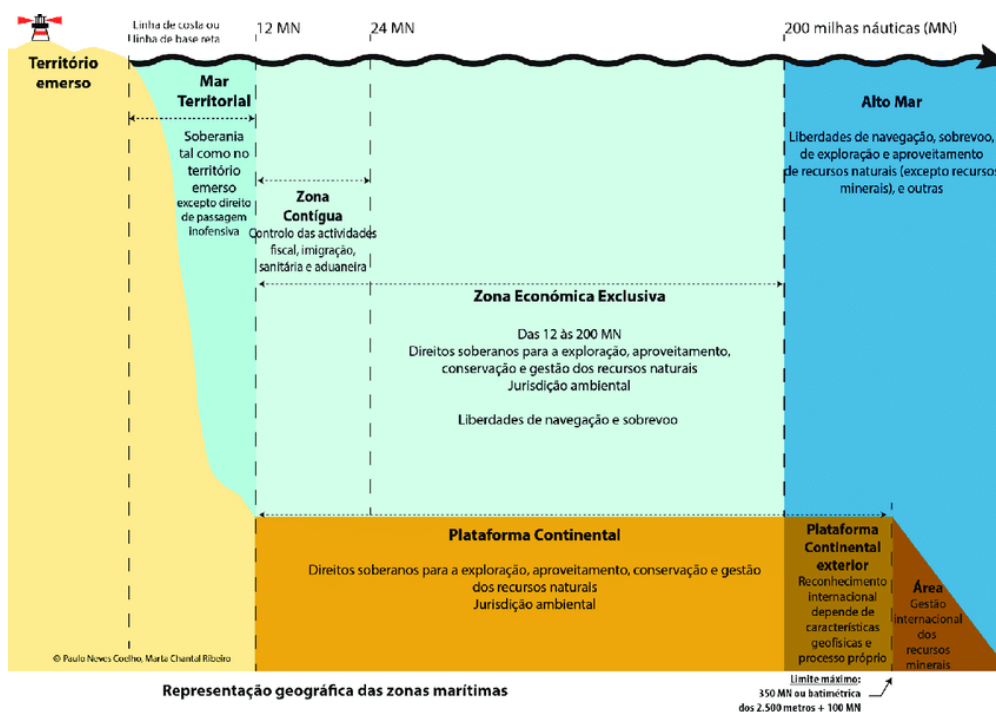 Linha de costa ou
linha de base reta
12 MN
24 MN
200 milhas náuticas (MN)
Território
emerso
Mar
Territorial
Soberania
tal como no
território
emerso
excepto direito
de passagem
inofensiva
Zona
Contígua
Controlo das actividades
fiscal, imigração,
sanitária e aduaneira
Alto Mar
Liberdades de navegação, sobrevoo,
de exploração e aproveitamento
de recursos naturais (excepto recursos
minerais), e outras
Zona Económica Exclusiva
Das 12 às 200 MN
Direitos soberanos para a exploração, aproveitamento,
conservação e gestão dos recursos naturais
Jurisdição ambiental
Liberdades de navegação e sobrevoo
Plataforma Continental
Direitos soberanos para a exploração, aproveitamento, conservação e gestão
dos recursos naturais
Jurisdição ambiental
Plataforma
Continental
exterior
Reconhecimento
internacional
depende de
características
geofísicas e
processo próprio
Área
Gestão
internacional
dos
recursos
minerais
© Paulo Neves Coelho, Marta Chantal Ribeiro
Representação geográfica das zonas marítimas
Limite máximo:
350 MN ou batimétrica
dos 2.500 metros + 100 MN